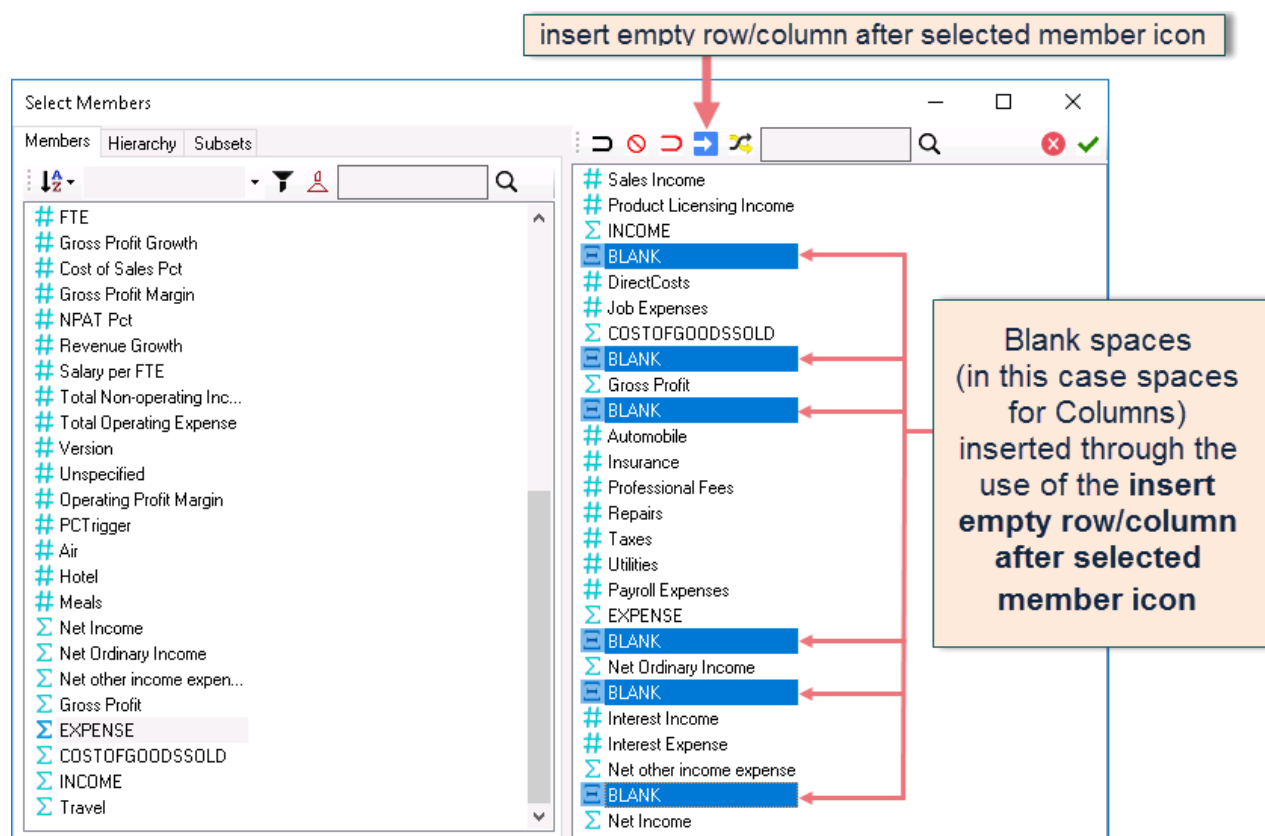 insert empty row/column after selected member icon
Select Members
Members Hierarchy Subsets
FTE
Gross Profit Growth
Cost of Sales Pct
Gross Profit Margin
NPAT Pct
Revenue Growth
Salary per FTE
Total Non-operating Inc...
Total Operating Expense
Version
Unspecified
Operating Profit Margin
PCTrigger
Air
Hotel
Meals
Net Income
Net Ordinary Income
Net other income expen...
Gross Profit
EXPENSE
COSTOFGOODSSOLD
INCOME
Travel
Sales Income
Product Licensing Income
INCOME
BLANK
DirectCosts
Job Expenses
COSTOFGOODSSOLD
BLANK
Gross Profit
BLANK
Automobile
Insurance
Professional Fees
Repairs
Taxes
Utilities
Payroll Expenses
EXPENSE
BLANK
Net Ordinary Income
BLANK
Interest Income
Interest Expense
Net other income expense
BLANK
Net Income
Blank spaces
(in this case spaces
for Columns)
inserted through the
use of the insert
empty row/column
after selected
member icon